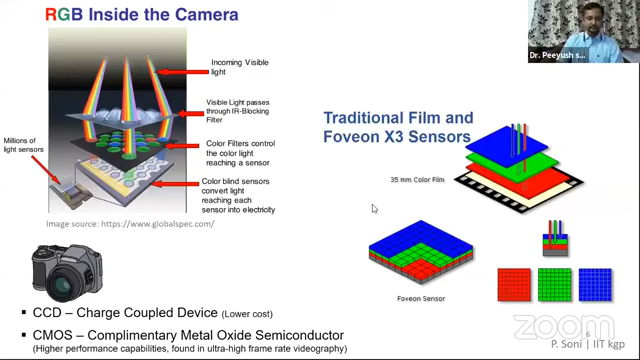 RGB Inside the Camera
Incoming Visible
light
Visible Light passes
through IR-Blocking
Filter
Millions of
light sensors
Color Filters control
the color light
reaching a sensor
Color blind sensors
convert light
reaching each
sensor into electricity
Image source: https://www.globalspec.com/
Dr. Peeyush s...
Traditional Film and
Foveon X3 Sensors
35 mm Color Film
Foveon Sensor
CCD – Charge Coupled Device (Lower cost)
CMOS – Complimentary Metal Oxide Semiconductor
(Higher performance capabilities, found in ultra-high frame rate videography)
6
zoom
P. Soni | IIT kgp